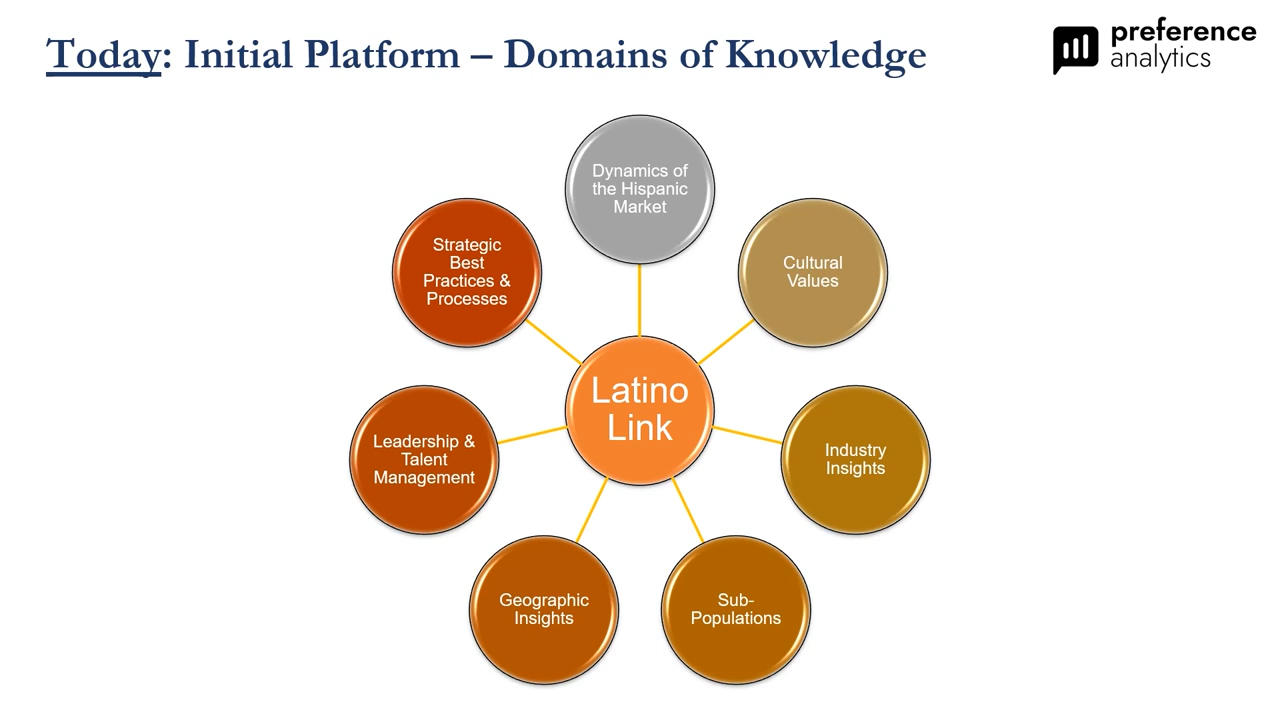 Today: Initial Platform – Domains of Knowledge
preference
analytics
Dynamics of
the Hispanic
Market
Cultural
Values
Industry
Insights
Sub-
Populations
Geographic
Insights
Leadership &
Talent
Management
Strategic
Best
Practices &
Processes
Latino
Link